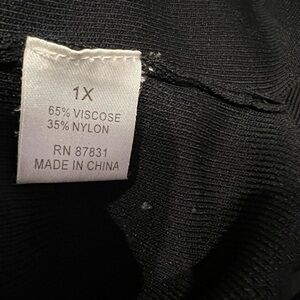 1X
65% VISCOSE
35% NYLON
RN 87831
MADE IN CHINA